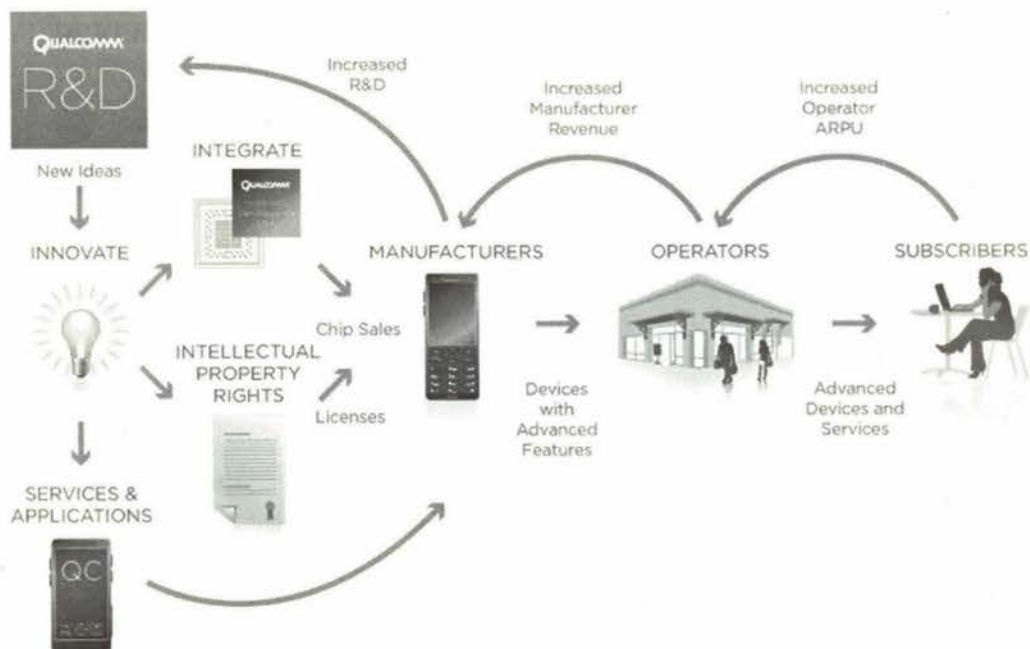 QUALCOMM
R&D
Increased
R&D
Increased
Manufacturer
Revenue
Increased
Operator
ARPU
New Ideas
INTEGRATE
QUALCOMM
INNOVATE
MANUFACTURERS
OPERATORS
SUBSCRIBERS
Chip Sales
INTELLECTUAL
PROPERTY
RIGHTS
Licenses
Devices
with
Advanced
Features
Advanced
Devices and
Services
SERVICES &
APPLICATIONS
QC